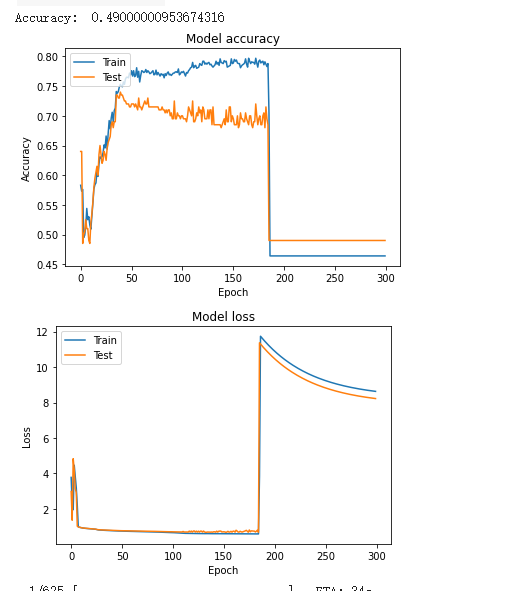 Accuracy: 0.49000000953674316
Model accuracy
Train
Test
0.80
0.75
0.70
0.65
0.60
0.55
0.50
0.45
Accuracy
0 50 100 150 200 250 300
Epoch
Model loss
Train
Test
12
10
8
6
4
2
Loss
0 50 100 150 200 250 300
Epoch
1/625 [ ] ETA: 34s